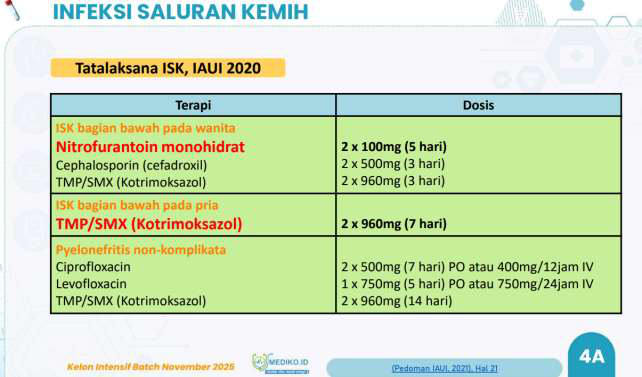 INFEKSI SALURAN KEMIH
Tatalaksana ISK, IAUI 2020
Terapi Dosis
ISK bagian bawah pada wanita
Nitrofurantoin monohidrat 2 x 100mg (5 hari)
Cephalosporin (cefadroxil) 2 x 500mg (3 hari)
TMP/SMX (Kotrimoksazol) 2 x 960mg (3 hari)
ISK bagian bawah pada pria
TMP/SMX (Kotrimoksazol) 2 x 960mg (7 hari)
Pyelonefritis non-komplikata
Ciprofloxacin 2 x 500mg (7 hari) PO atau 400mg/12jam IV
Levofloxacin 1 x 750mg (5 hari) PO atau 750mg/24jam IV
TMP/SMX (Kotrimoksazol) 2 x 960mg (14 hari)
Kelon Intensif Batch November 2025
MEDIKO.ID
(Pedoman IAUI, 2021), Hal 21
4A